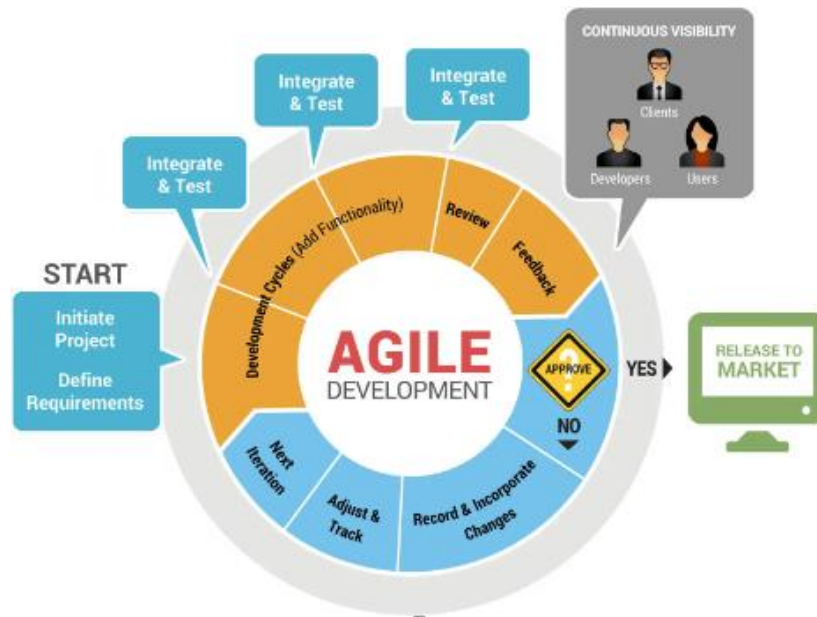 CONTINUOUS VISIBILITY
Clients
Developers
Users
Integrate
& Test
Integrate
& Test
Integrate
& Test
START
Initiate
Project
Define
Requirements
Development Cycles (Add Functionality)
Review
Feedback
AGILE
DEVELOPMENT
?
APPROVE
YES
NO
RELEASE TO
MARKET
Record & Incorporate
Changes
Adjust &
Track
Next
Iteration